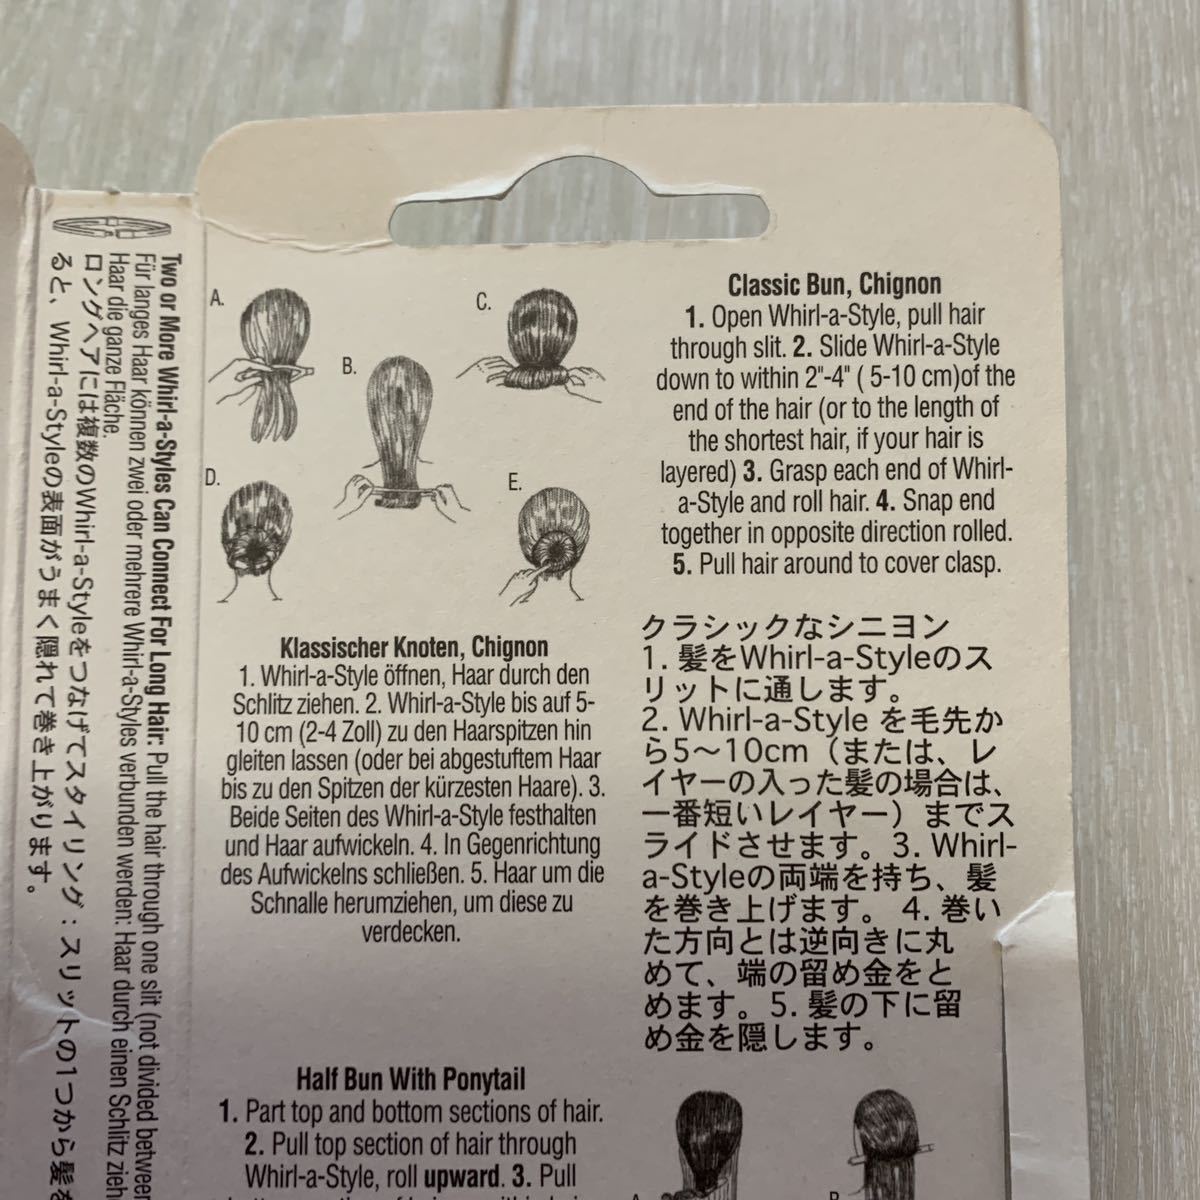 Two or More Whirl-a-Styles Can Connect For Long Hair: Pull the hair through one slit (not divided between
Für langes Haar können zwei oder mehrere Whirl-a-Styles verbunden werden: Haar durch einen Schlitz
Haar die ganze Fläche.
ロングヘアには複数のWhirl-a-Styleをつなげてスタイリング：スリットの1つから髪を
ると、Whirl-a-Styleの表面がうまく隠れて巻き上がります。
A.
B.
C.
D.
E.
Classic Bun, Chignon
1. Open Whirl-a-Style, pull hair
through slit. 2. Slide Whirl-a-Style
down to within 2"-4" ( 5-10 cm)of the
end of the hair (or to the length of
the shortest hair, if your hair is
layered) 3. Grasp each end of Whirl-
a-Style and roll hair. 4. Snap end
together in opposite direction rolled.
5. Pull hair around to cover clasp.
Klassischer Knoten, Chignon
1. Whirl-a-Style öffnen, Haar durch den
Schlitz ziehen. 2. Whirl-a-Style bis auf 5-
10 cm (2-4 Zoll) zu den Haarspitzen hin
gleiten lassen (oder bei abgestuftem Haar
bis zu den Spitzen der kürzesten Haare). 3.
Beide Seiten des Whirl-a-Style festhalten
und Haar aufwickeln. 4. In Gegenrichtung
des Aufwickelns schließen. 5. Haar um die
Schnalle herumziehen, um diese zu
verdecken.
クラシックなシニヨン
1. 髪をWhirl-a-Styleのス
リットに通します。
2. Whirl-a-Style を毛先か
ら5〜10cm（または、レ
イヤーの入った髪の場合は、
一番短いレイヤー）までス
ライドさせます。3. Whirl-
a-Styleの両端を持ち、髪
を巻き上げます。 4. 巻い
た方向とは逆向きに丸
めて、端の留め金をと
めます。5. 髪の下に留
め金を隠します。
Half Bun With Ponytail
1. Part top and bottom sections of hair.
2. Pull top section of hair through
Whirl-a-Style, roll upward. 3. Pull